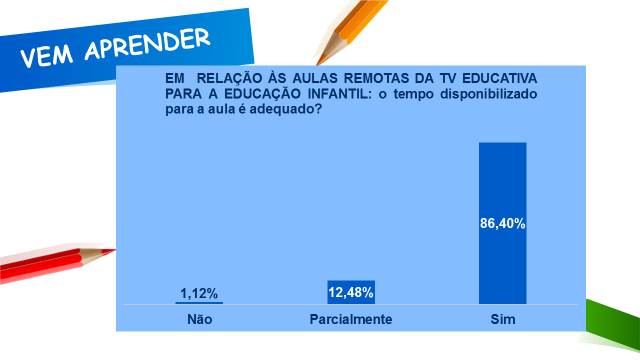 VEM APRENDER
EM RELAÇÃO ÀS AULAS REMOTAS DA TV EDUCATIVA
PARA A EDUCAÇÃO INFANTIL: o tempo disponibilizado
para a aula é adequado?
86,40%
1,12%
12,48%
Não
Parcialmente
Sim